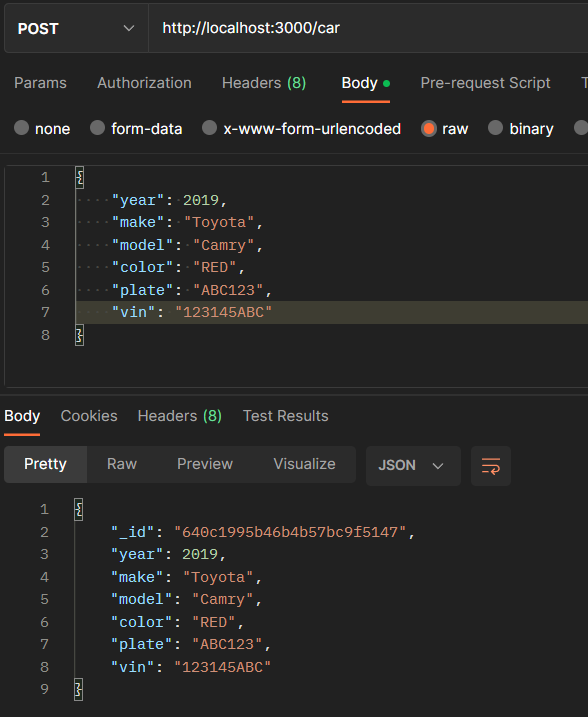 POST http://localhost:3000/car
Params Authorization Headers (8) Body Pre-request Script T
none form-data x-www-form-urlencoded raw binary
1 {
2 "year": 2019,
3 "make": "Toyota",
4 "model": "Camry",
5 "color": "RED",
6 "plate": "ABC123",
7 "vin": "123145ABC"
8 }
Body Cookies Headers (8) Test Results
Pretty Raw Preview Visualize JSON
1 {
2 "_id": "640c1995b46b4b57bc9f5147",
3 "year": 2019,
4 "make": "Toyota",
5 "model": "Camry",
6 "color": "RED",
7 "plate": "ABC123",
8 "vin": "123145ABC"
9 }